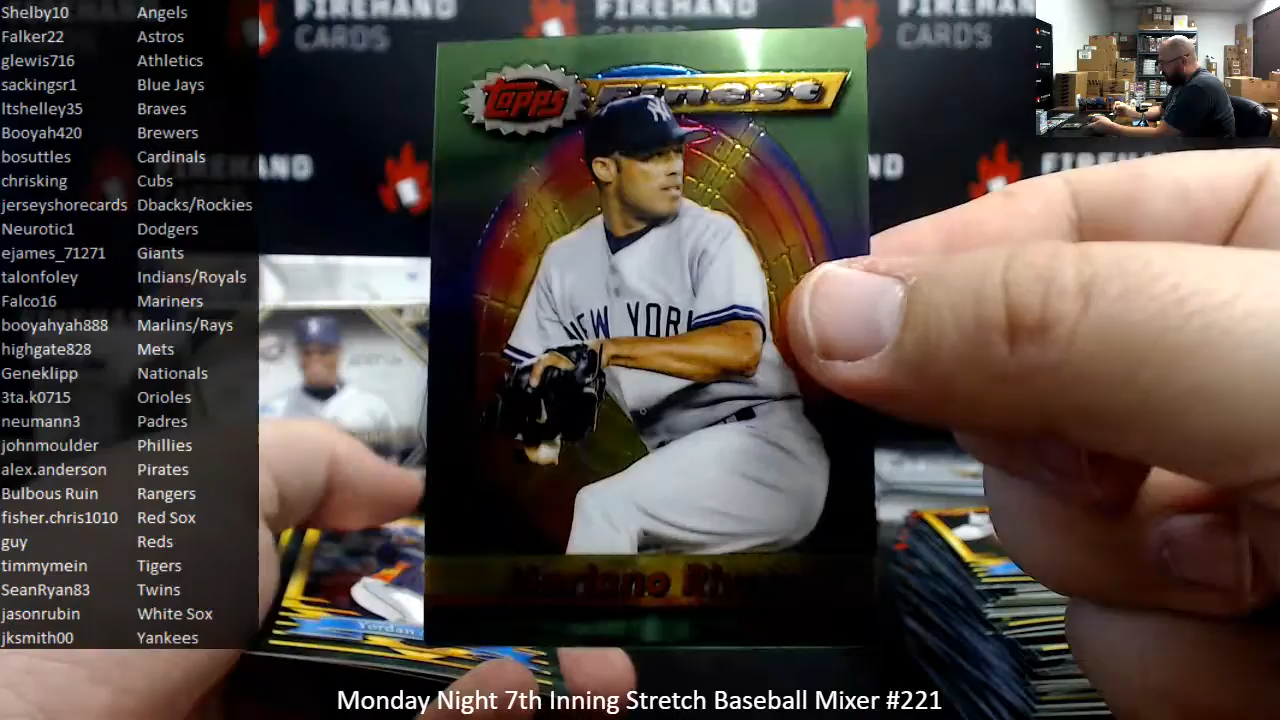 Shelby10 Angels
Falker22 Astros
glewis716 Athletics
sackingsr1 Blue Jays
Itshelley35 Braves
Booyah420 Brewers
bosuttles Cardinals
chrisking Cubs
jerseyshorecards Dbacks/Rockies
Neurotic1 Dodgers
ejames_71271 Giants
talonfoley Indians/Royals
Falco16 Mariners
booyahyah888 Marlins/Rays
highgate828 Mets
Geneklipp Nationals
3ta.k0715 Orioles
neumann3 Padres
johnmoulder Phillies
alex.anderson Pirates
Bulbous Ruin Rangers
fisher.chris1010 Red Sox
guy Reds
timmymein Tigers
SeanRyan83 Twins
jasonrubin White Sox
jksmith00 Yankees
FIREHAND
CARDS
FIREHAND
CARDS
Topps Finest
NEW YORK
Mariano
Yordan
Monday Night 7th Inning Stretch Baseball Mixer #221